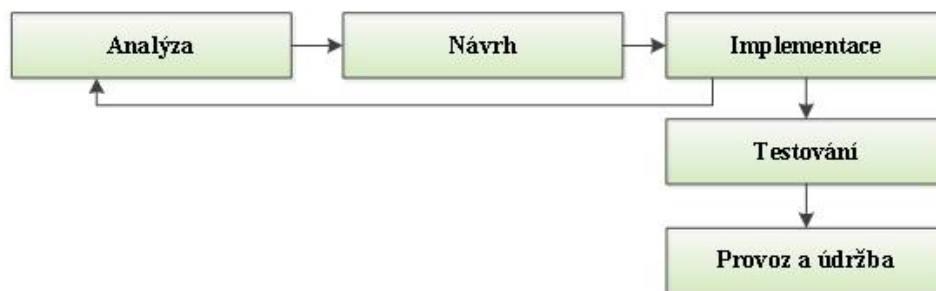 Analýza
Návrh
Implementace
Testování
Provoz a údržba